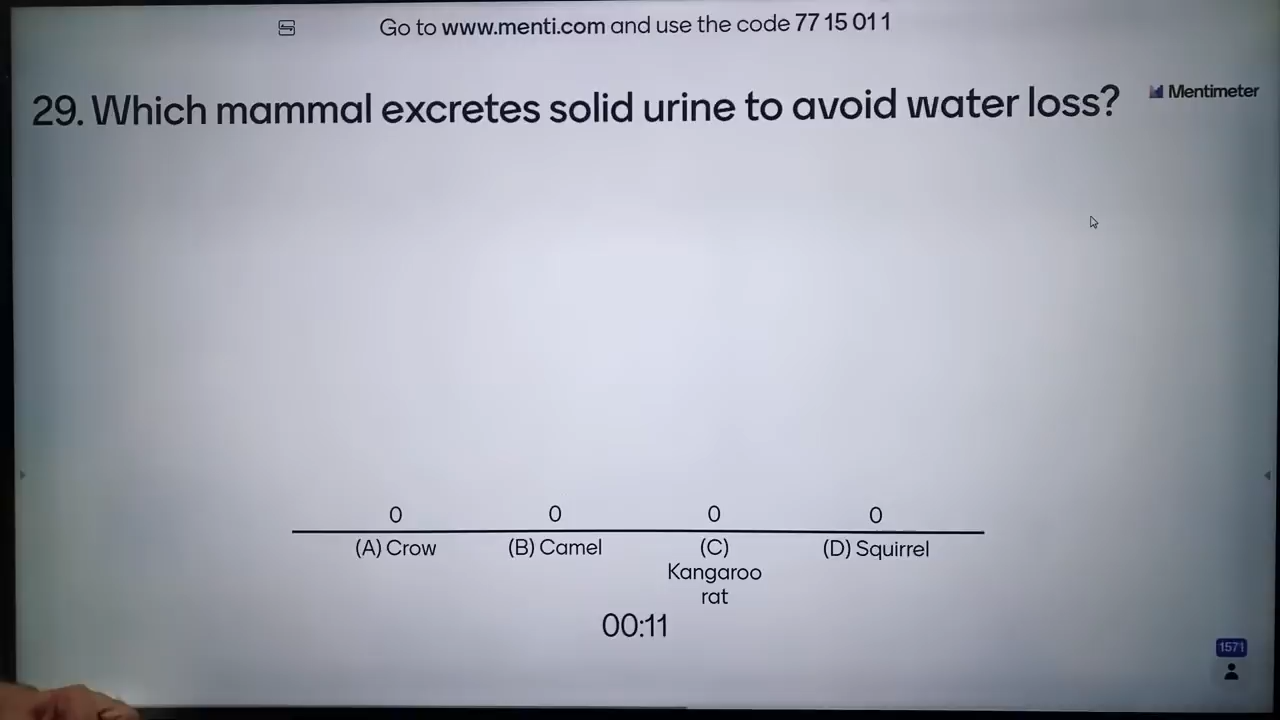 Go to www.menti.com and use the code 77 15 01 1
29. Which mammal excretes solid urine to avoid water loss?
Mentimeter
0 0 0 0
(A) Crow (B) Camel (C) Kangaroo rat (D) Squirrel
00:11
1571